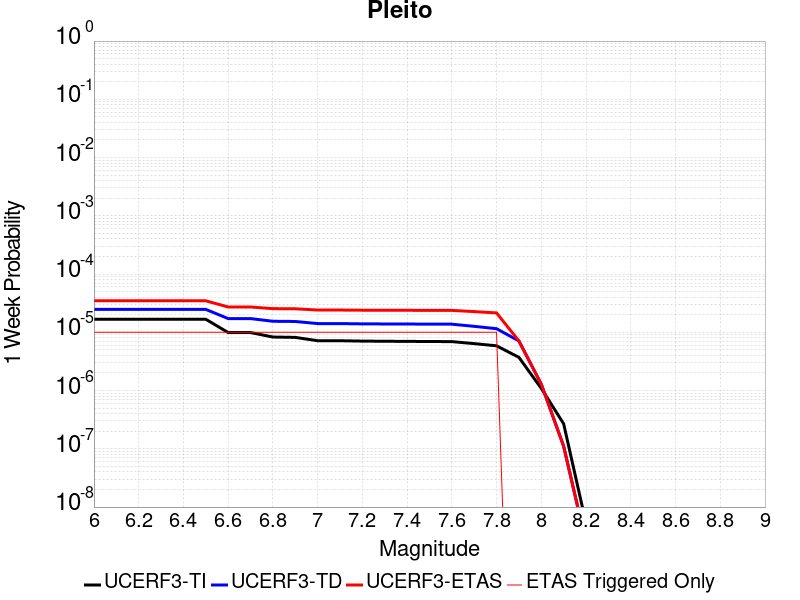 Pleito
10^0
10^-1
10^-2
10^-3
10^-4
10^-5
10^-6
10^-7
10^-8
1 Week Probability
6 6.2 6.4 6.6 6.8 7 7.2 7.4 7.6 7.8 8 8.2 8.4 8.6 8.8 9
Magnitude
UCERF3-TI UCERF3-TD UCERF3-ETAS ETAS Triggered Only